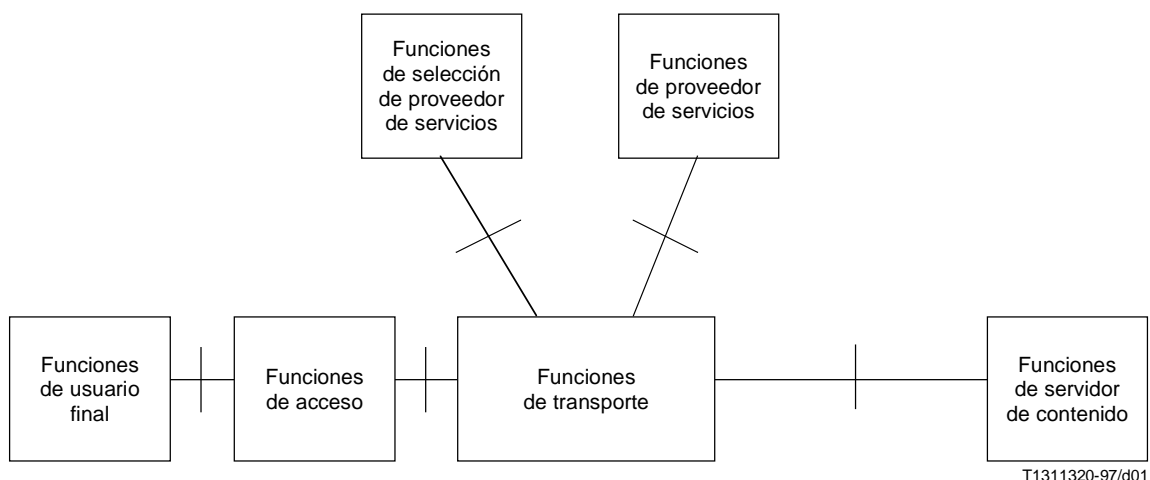 Funciones
de selección
de proveedor
de servicios
Funciones
de proveedor
de servicios
Funciones
de usuario
final
Funciones
de acceso
Funciones
de transporte
Funciones
de servidor
de contenido
T1311320-97/d01